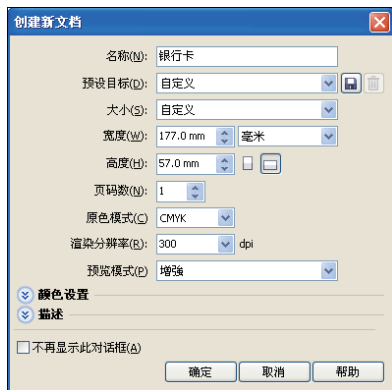 创建新文档
名称(N): 银行卡
预设目标(D): 自定义
大小(S): 自定义
宽度(W): 177.0 mm 毫米
高度(H): 57.0 mm
页码数(N): 1
原色模式(C) CMYK
渲染分辨率(R): 300 dpi
预览模式(P) 增强
颜色设置
描述
不再显示此对话框(A)
确定 取消 帮助